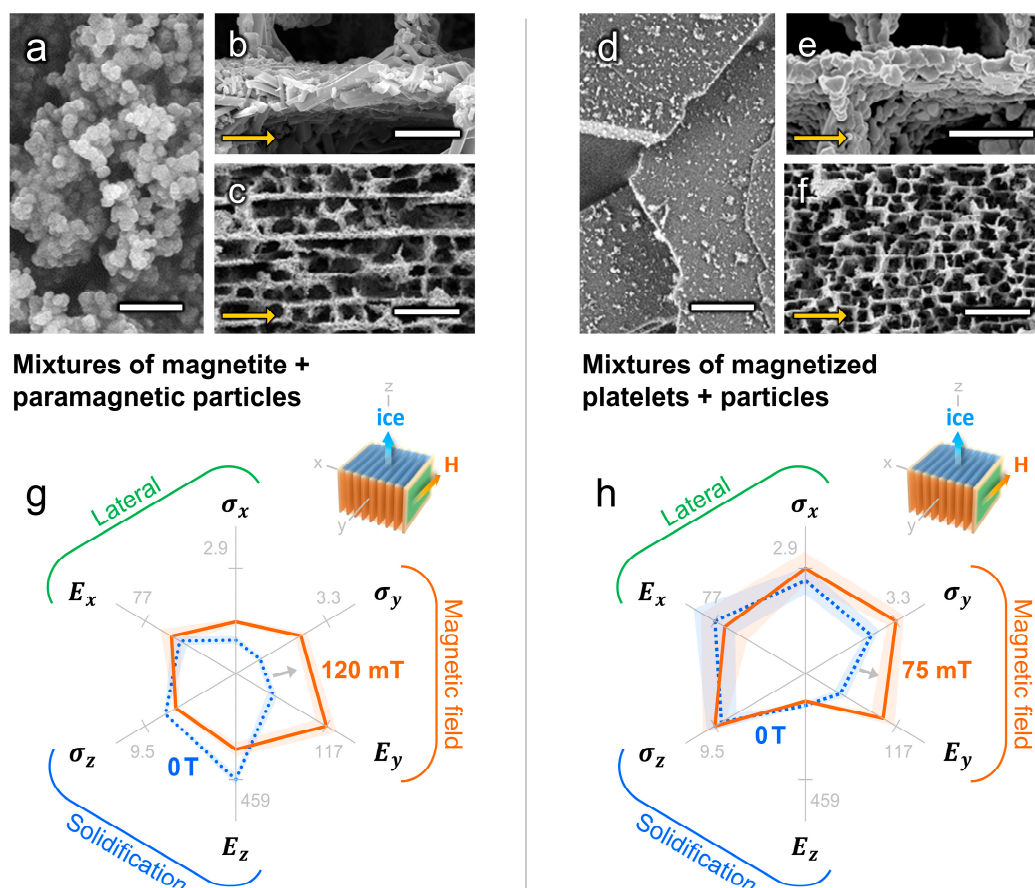 a
b
c
d
e
f
Mixtures of magnetite +
paramagnetic particles
Mixtures of magnetized
platelets + particles
z
ice
x
H
y
z
ice
x
H
y
g
Lateral
σx
2.9
Ex
77
3.3
σy
120 mT
Magnetic field
9.5
σz
0 T
117
Ey
459
Solidification
Ez
h
Lateral
σx
2.9
Ex
77
3.3
σy
75 mT
Magnetic field
9.5
σz
0 T
117
Ey
459
Solidification
Ez